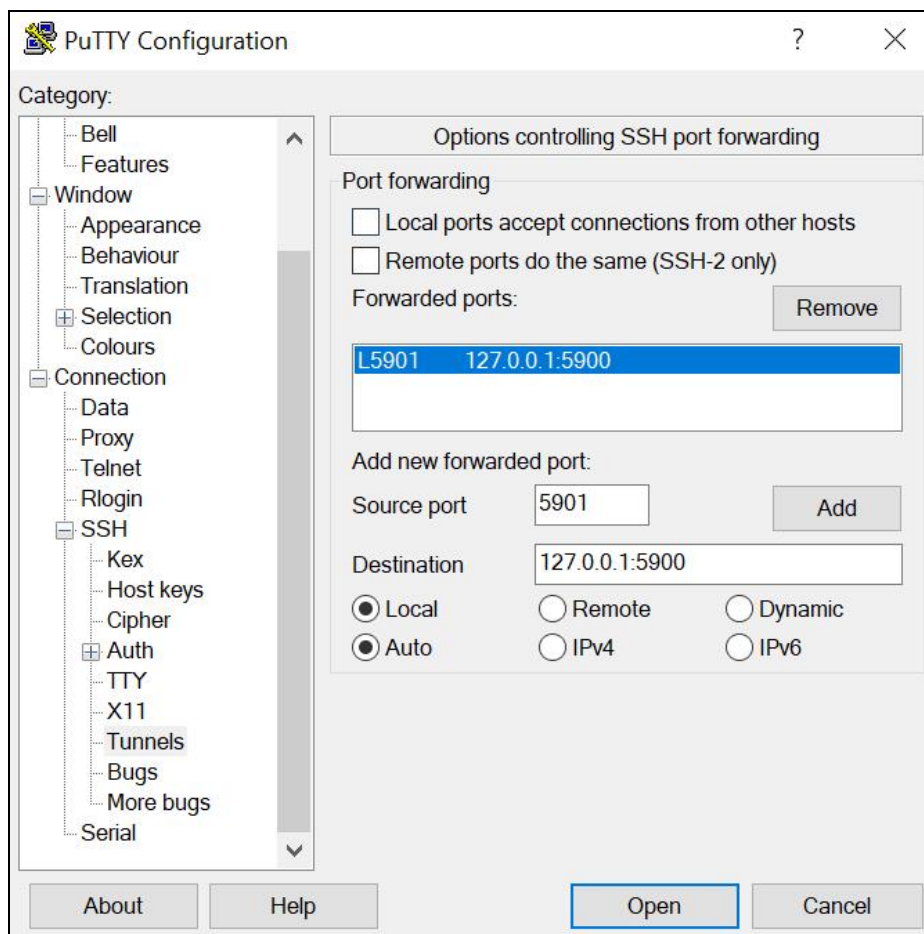 PuTTY Configuration
?
Category:
Bell
Features
Window
Appearance
Behaviour
Translation
Selection
Colours
Connection
Data
Proxy
Telnet
Rlogin
SSH
Kex
Host keys
Cipher
Auth
TTY
X11
Tunnels
Bugs
More bugs
Serial
Options controlling SSH port forwarding
Port forwarding
Local ports accept connections from other hosts
Remote ports do the same (SSH-2 only)
Forwarded ports:
Remove
L5901 127.0.0.1:5900
Add new forwarded port:
Source port 5901 Add
Destination 127.0.0.1:5900
Local Remote Dynamic
Auto IPv4 IPv6
About Help Open Cancel